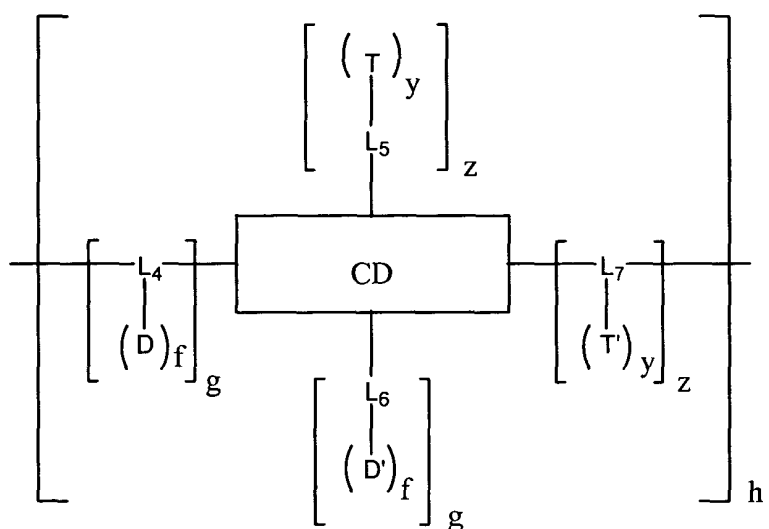 ( T )y
L5
z
L4 CD L7
( D )f g ( T' )y z
L6
( D' )f
g
h